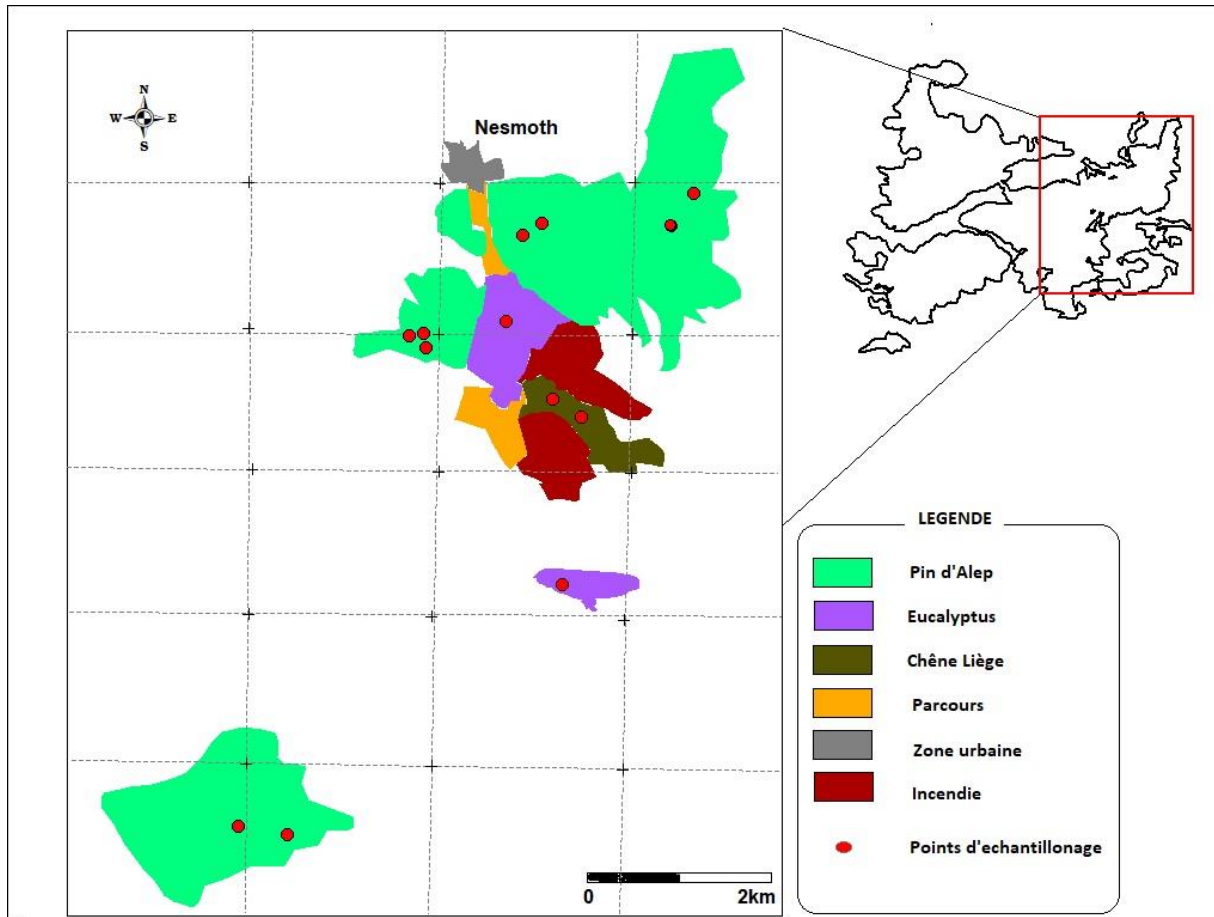 N
W E
S
Nesmoth
LEGENDE
Pin d'Alep
Eucalyptus
Chêne Liège
Parcours
Zone urbaine
Incendie
Points d'echantillonage
0 2km